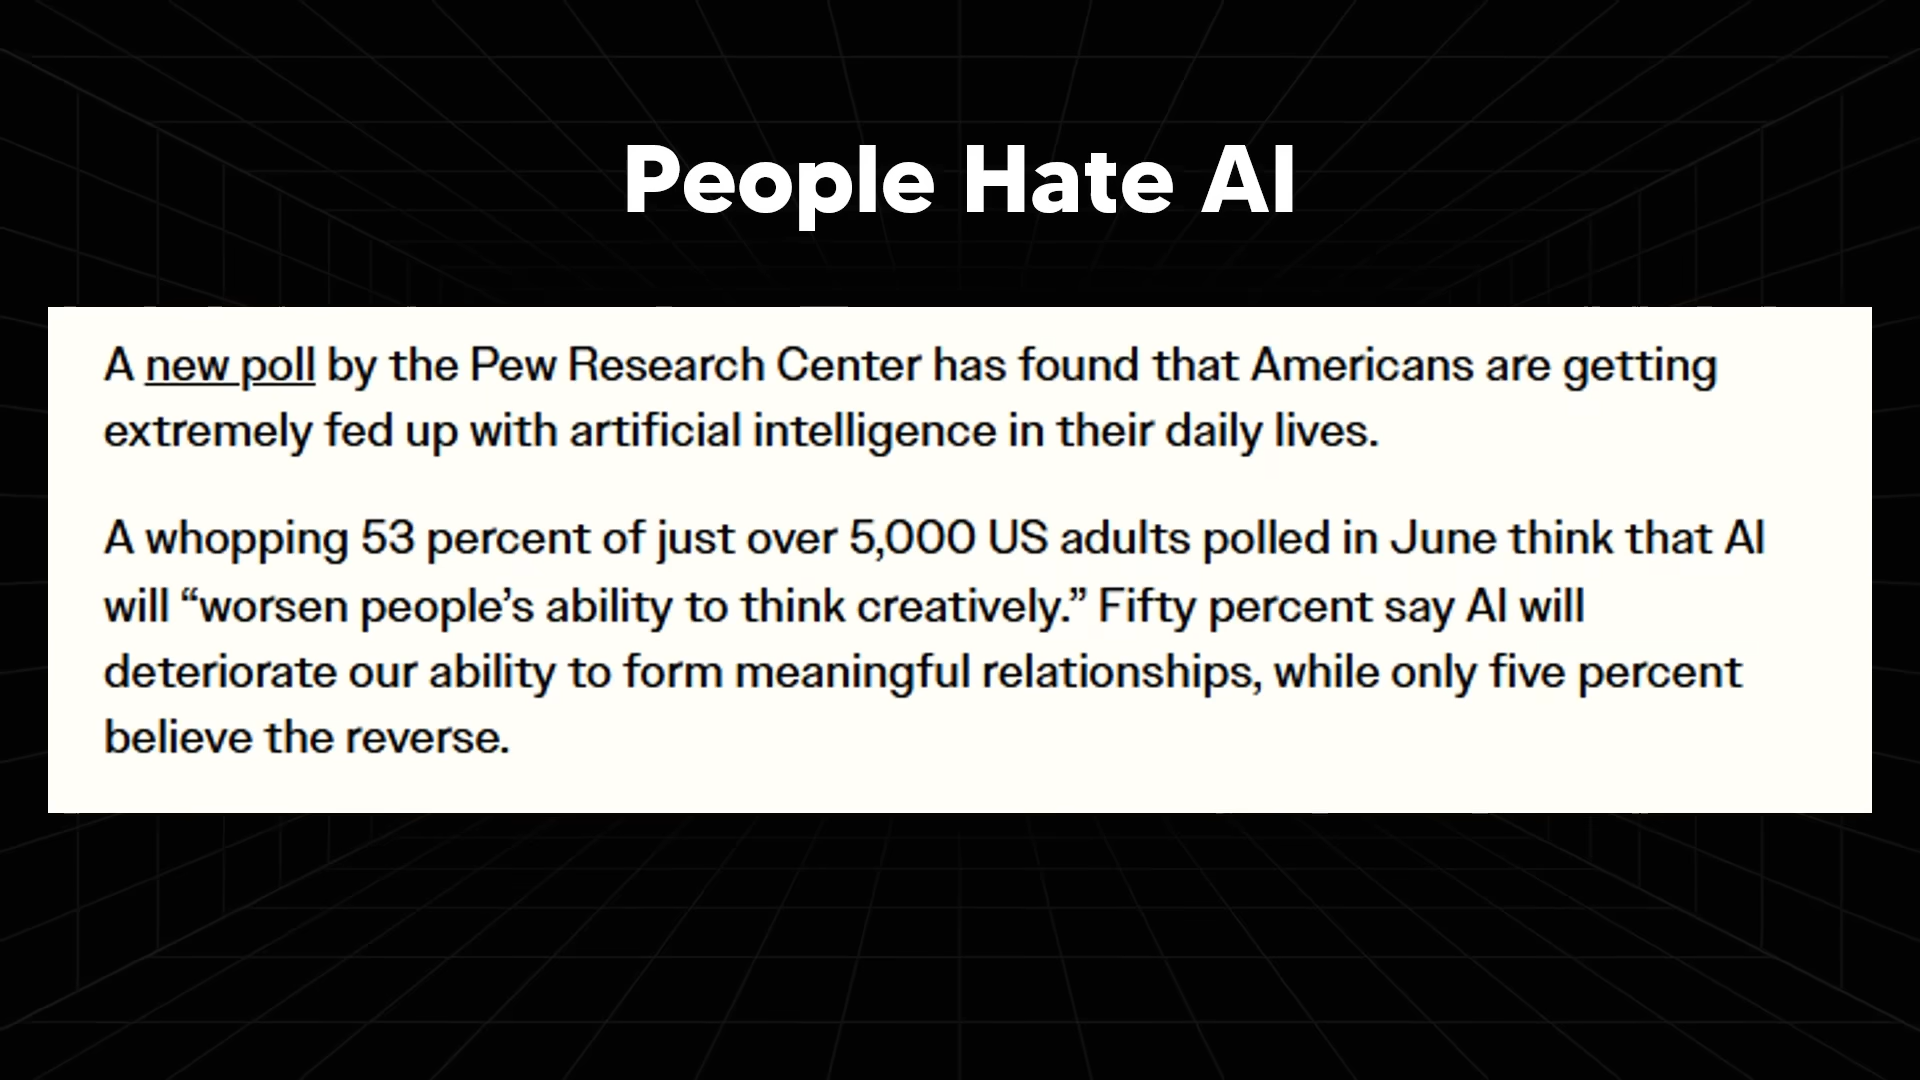 People Hate AI
A new poll by the Pew Research Center has found that Americans are getting
extremely fed up with artificial intelligence in their daily lives.
A whopping 53 percent of just over 5,000 US adults polled in June think that AI
will “worsen people’s ability to think creatively.” Fifty percent say AI will
deteriorate our ability to form meaningful relationships, while only five percent
believe the reverse.